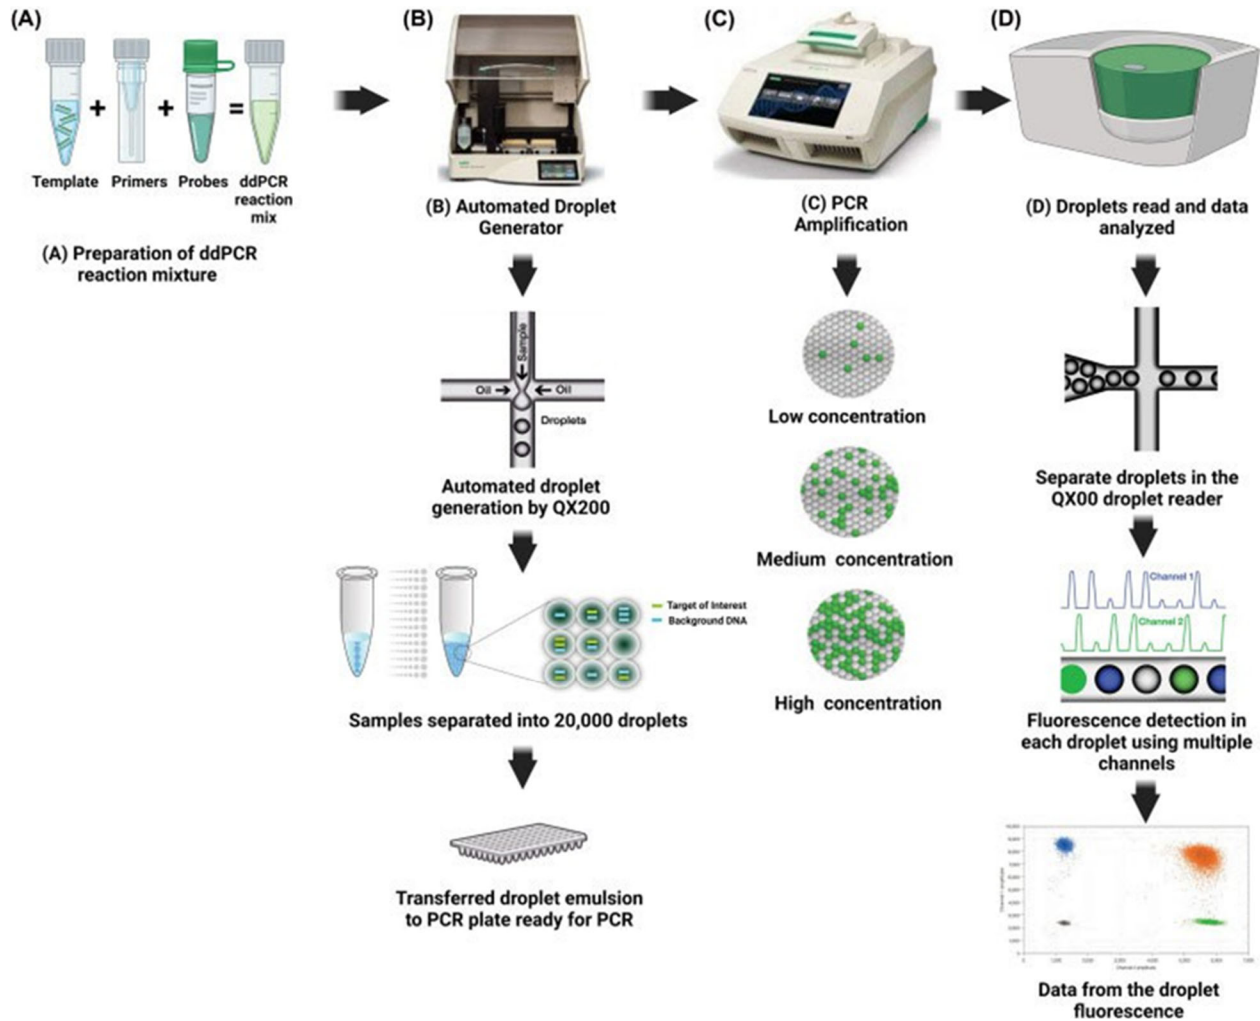 (A)
(B)
(C)
(D)
+
+
=
Template
Primers
Probes
ddPCR
reaction
mix
(A) Preparation of ddPCR
reaction mixture
(B) Automated Droplet
Generator
Sample
Oil
Oil
Droplets
Automated droplet
generation by QX200
Target of Interest
Background DNA
Samples separated into 20,000 droplets
Transferred droplet emulsion
to PCR plate ready for PCR
(C) PCR
Amplification
Low concentration
Medium concentration
High concentration
(D) Droplets read and data
analyzed
Separate droplets in the
QX00 droplet reader
Channel 1
Channel 2
Fluorescence detection in
each droplet using multiple
channels
Data from the droplet
fluorescence